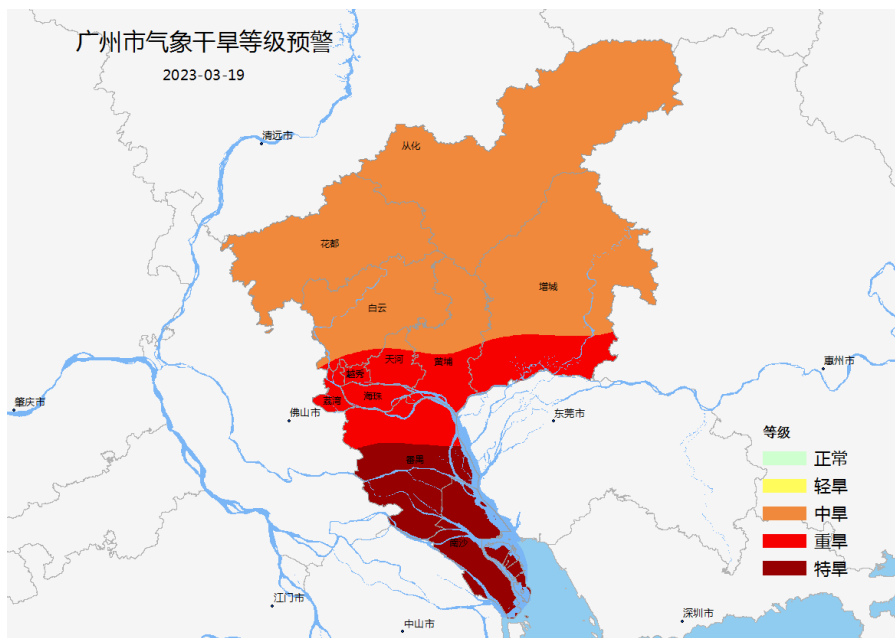 广州市气象干旱等级预警
2023-03-19
清远市
从化
花都
增城
白云
天河
黄埔
越秀
惠州市
海珠
荔湾
肇庆市
佛山市
东莞市
等级
正常
番禺
轻旱
中旱
重旱
南沙
特旱
江门市
深圳市
中山市